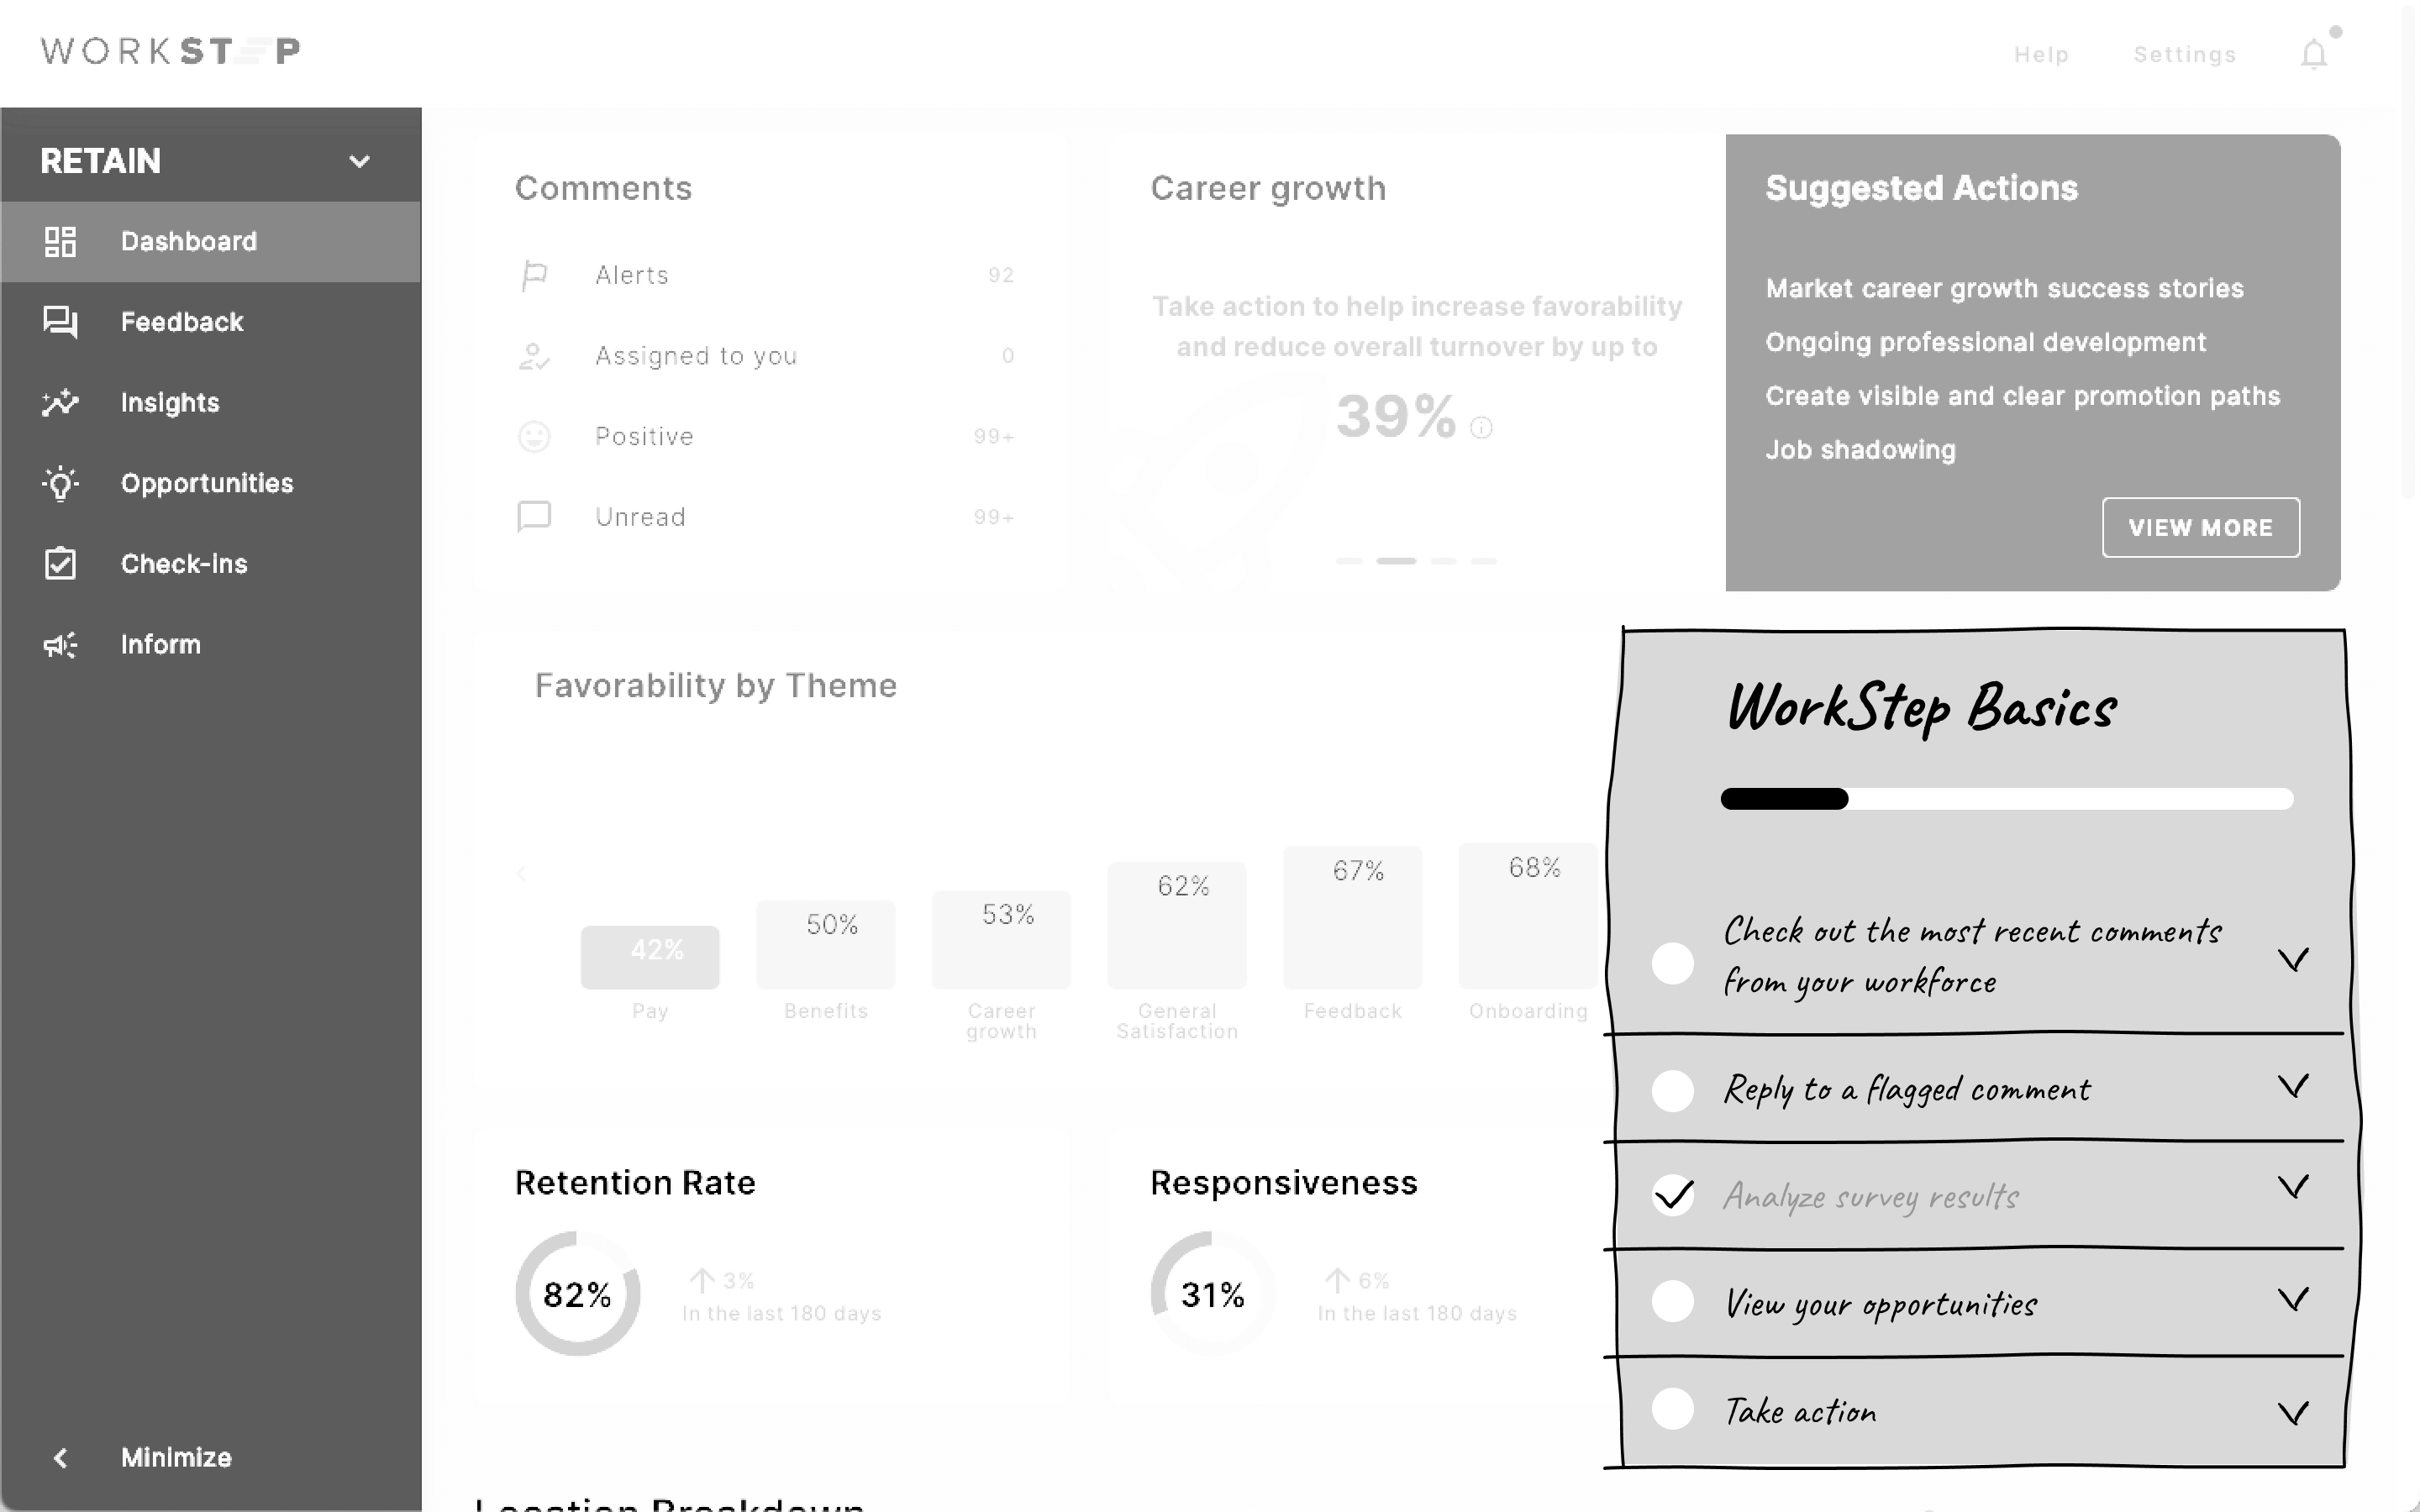 WORKSTEP
Help
Settings
RETAIN
Dashboard
Feedback
Insights
Opportunities
Check-ins
Inform
Minimize
Comments
Alerts
92
Assigned to you
0
Positive
99+
Unread
99+
Career growth
Take action to help increase favorability
and reduce overall turnover by up to
39%
Suggested Actions
Market career growth success stories
Ongoing professional development
Create visible and clear promotion paths
Job shadowing
VIEW MORE
Favorability by Theme
42%
50%
53%
62%
67%
68%
Pay
Benefits
Career
growth
General
Satisfaction
Feedback
Onboarding
Retention Rate
82%
3%
In the last 180 days
Responsiveness
31%
6%
In the last 180 days
Location Breakdown
WorkStep Basics
Check out the most recent comments
from your workforce
Reply to a flagged comment
Analyze survey results
View your opportunities
Take action